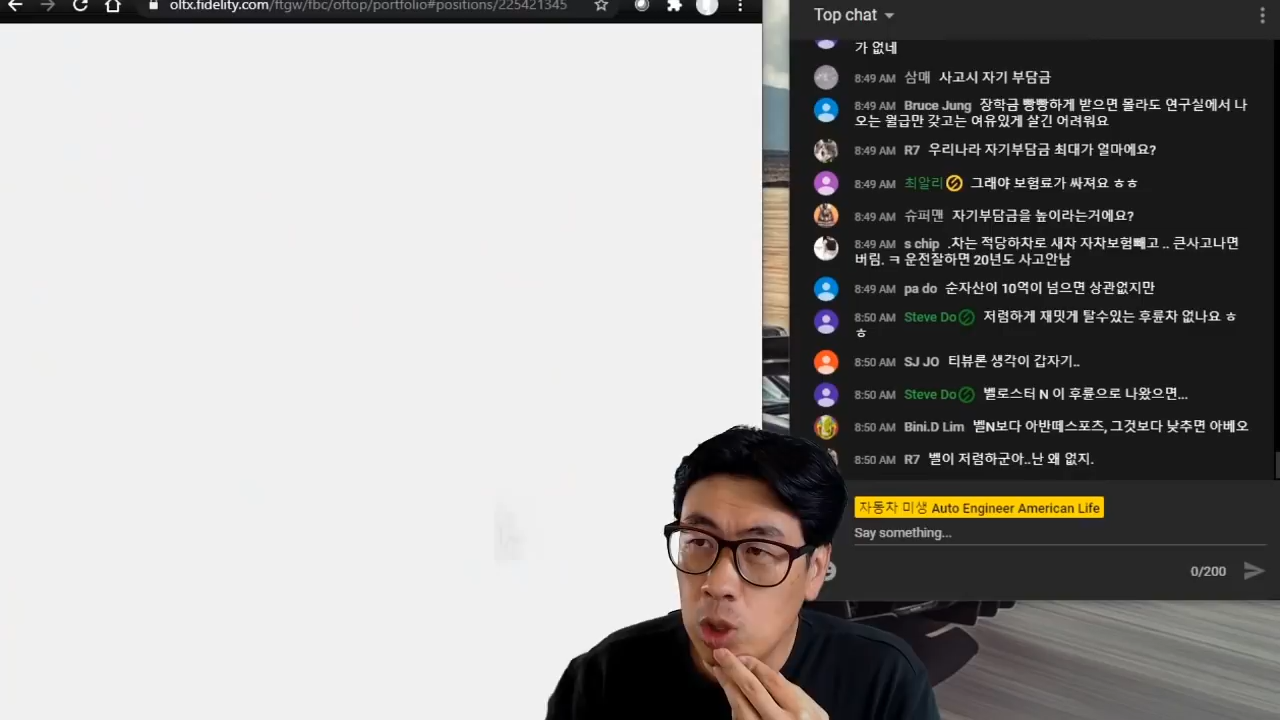 oltx.fidelity.com/ftgw/fbc/oftop/portfolio#positions/225421345
Top chat
가 없네
8:49 AM 삼매 사고시 자기 부담금
8:49 AM Bruce Jung 장학금 빵빵하게 받으면 몰라도 연구실에서 나
오는 월급만 갖고는 여유있게 살긴 어려워요
8:49 AM R7 우리나라 자기부담금 최대가 얼마에요?
8:49 AM 최알리 그래야 보험료가 싸져요 ㅎㅎ
8:49 AM 슈퍼맨 자기부담금을 높이라는거에요?
8:49 AM s chip .차는 적당하차로 새차 자차보험빼고 .. 큰사고나면
버림. ㅋ 운전잘하면 20년도 사고안남
8:49 AM pa do 순자산이 10역이 넘으면 상관없지만
8:50 AM Steve Do 저렴하게 재밋게 탈수있는 후륜차 없나요 ㅎ
ㅎ
8:50 AM SJ JO 티뷰론 생각이 갑자기..
8:50 AM Steve Do 벨로스터 N 이 후륜으로 나왔으면...
8:50 AM Bini.D Lim 벨N보다 아반떼스포츠, 그것보다 낮추면 아베오
8:50 AM R7 벨이 저렴하군아..난 왜 없지.
자동차 미생 Auto Engineer American Life
Say something...
0/200